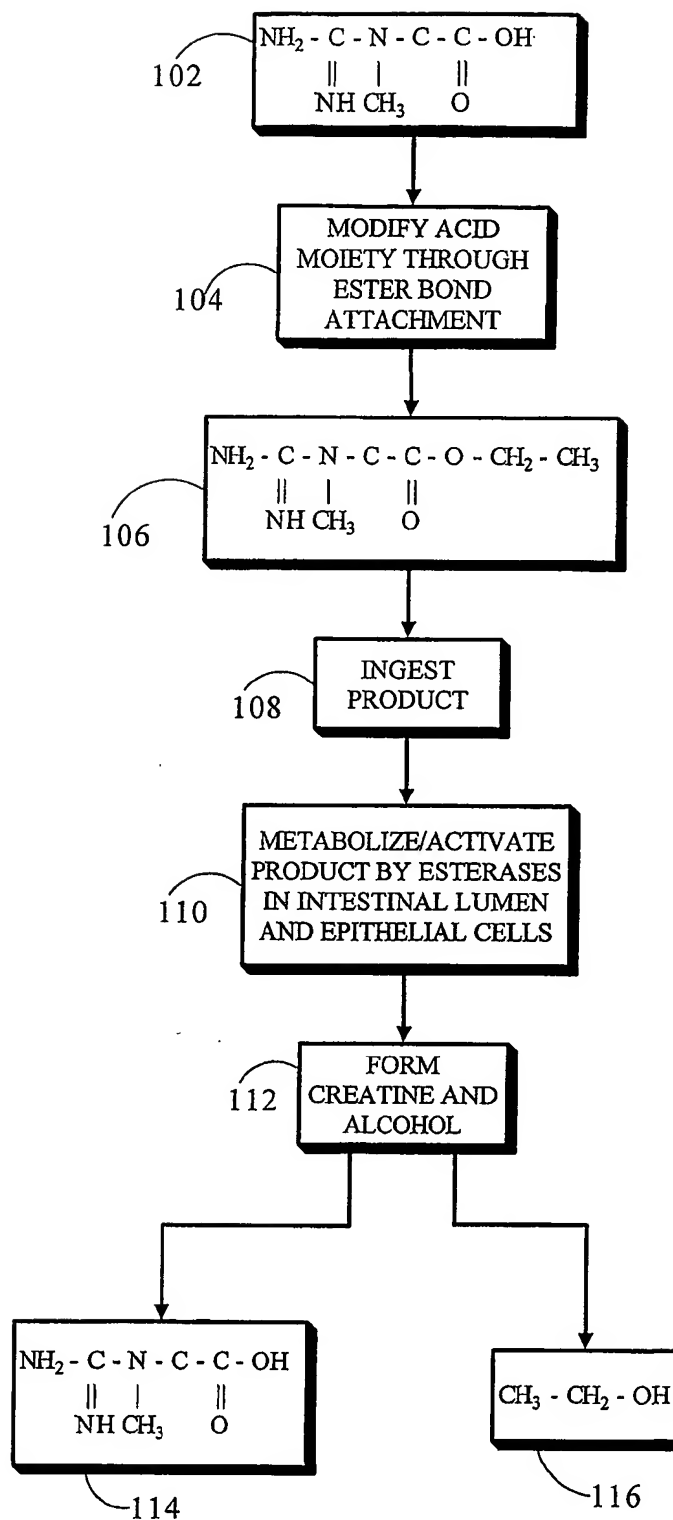 NH₂ - C - N - C - C - OH
|| | ||
NH CH₃ O
102
MODIFY ACID
MOIETY THROUGH
ESTER BOND
ATTACHMENT
104
NH₂ - C - N - C - C - O - CH₂ - CH₃
|| | ||
NH CH₃ O
106
INGEST
PRODUCT
108
METABOLIZE/ACTIVATE
PRODUCT BY ESTERASES
IN INTESTINAL LUMEN
AND EPITHELIAL CELLS
110
FORM
CREATINE AND
ALCOHOL
112
NH₂ - C - N - C - C - OH
|| | ||
NH CH₃ O
114
CH₃ - CH₂ - OH
116